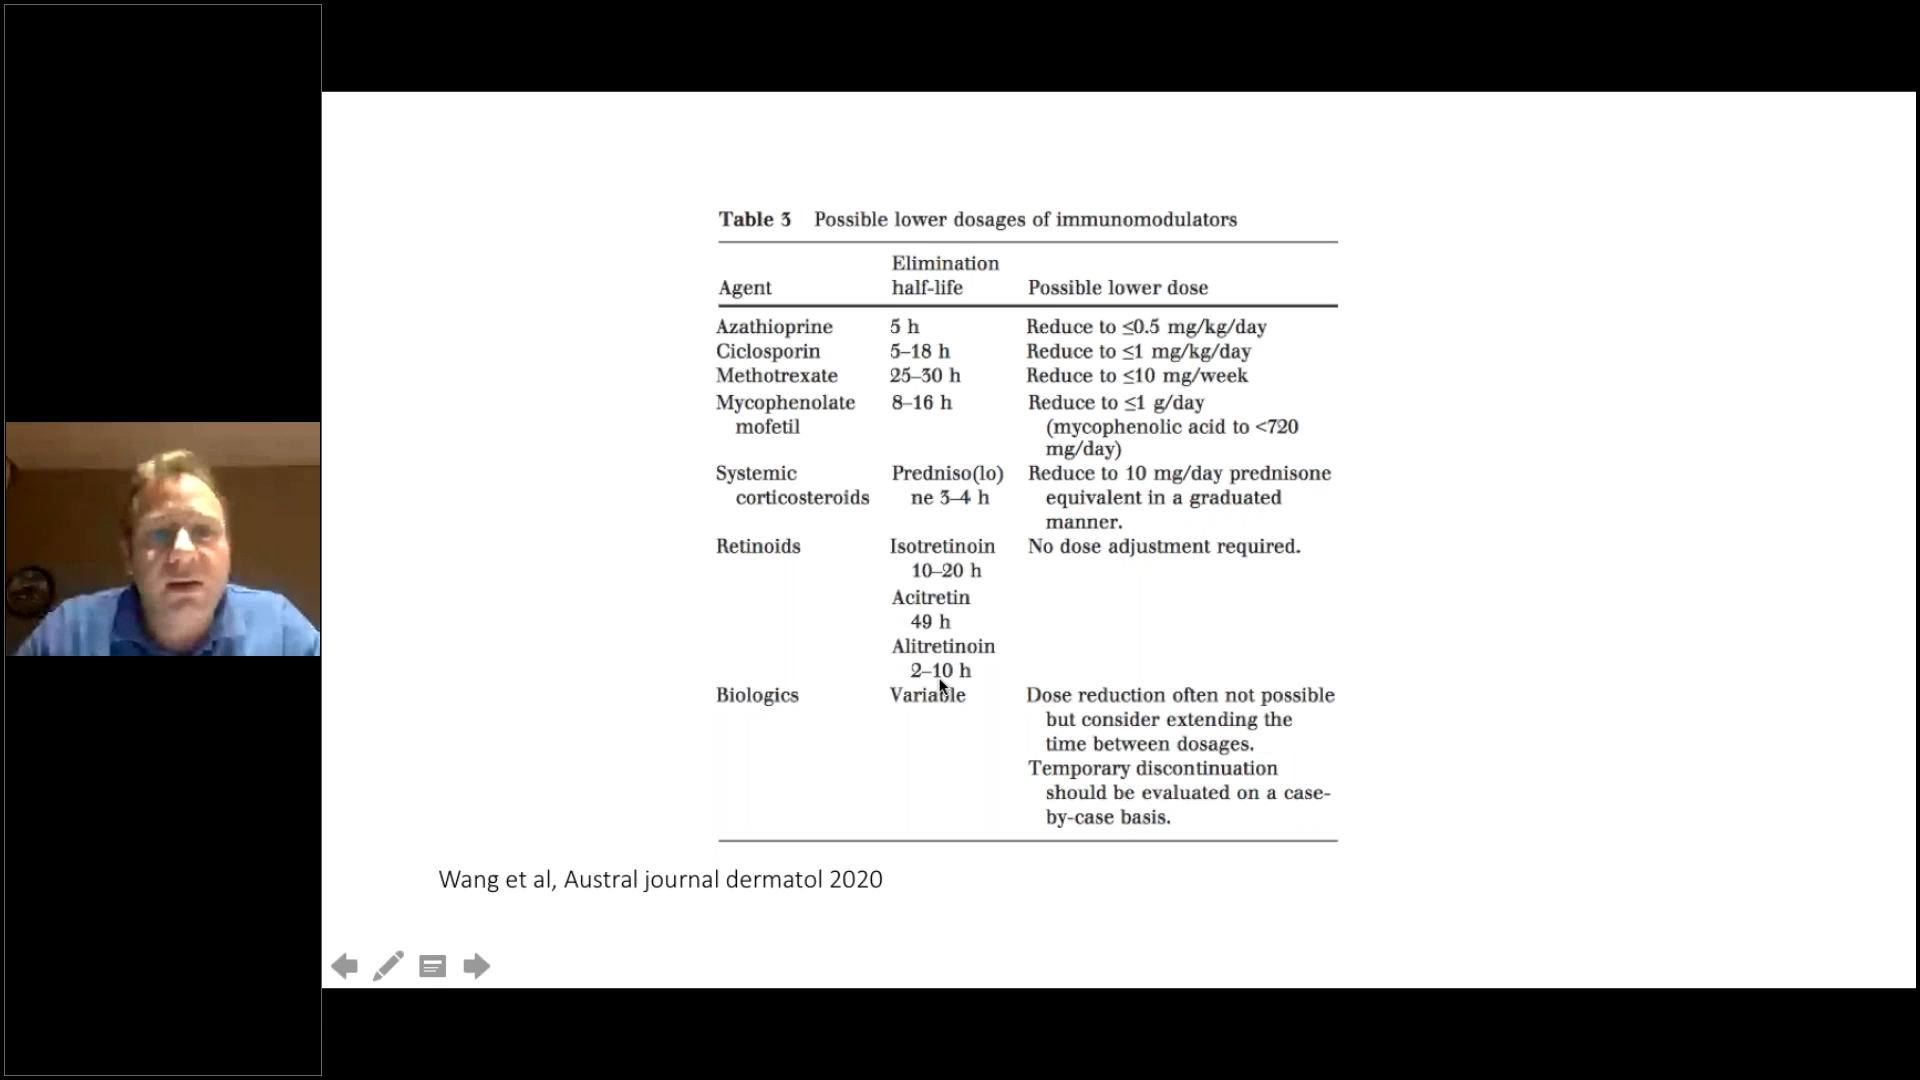 Table 3 Possible lower dosages of immunomodulators
Elimination
Agent half-life Possible lower dose
Azathioprine 5 h Reduce to ≤0.5 mg/kg/day
Ciclosporin 5–18 h Reduce to ≤1 mg/kg/day
Methotrexate 25–30 h Reduce to ≤10 mg/week
Mycophenolate 8–16 h Reduce to ≤1 g/day
mofetil (mycophenolic acid to <720
mg/day)
Systemic Predniso(lo) Reduce to 10 mg/day prednisone
corticosteroids ne 3–4 h equivalent in a graduated
manner.
Retinoids Isotretinoin No dose adjustment required.
10–20 h
Acitretin
49 h
Alitretinoin
2–10 h
Biologics Variable Dose reduction often not possible
but consider extending the
time between dosages.
Temporary discontinuation
should be evaluated on a case-
by-case basis.
Wang et al, Austral journal dermatol 2020